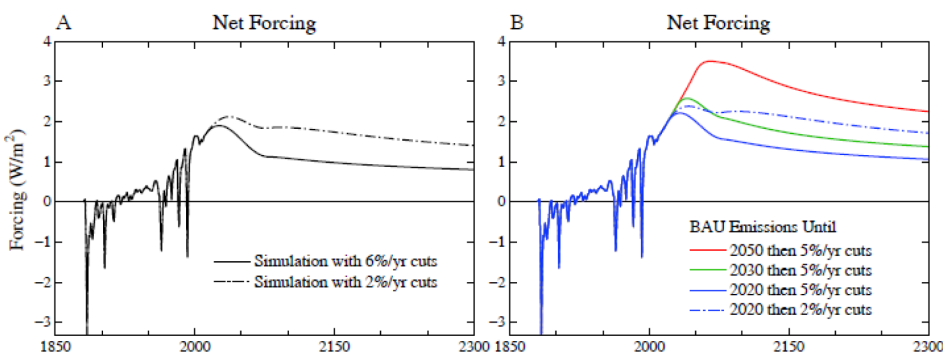 A
Net Forcing
B
Net Forcing
Forcing (W/m²)
4
3
2
1
0
−1
−2
−3
Simulation with 6%/yr cuts
Simulation with 2%/yr cuts
1850
2000
2150
2300
4
3
2
1
0
−1
−2
−3
BAU Emissions Until
2050 then 5%/yr cuts
2030 then 5%/yr cuts
2020 then 5%/yr cuts
2020 then 2%/yr cuts
1850
2000
2150
2300